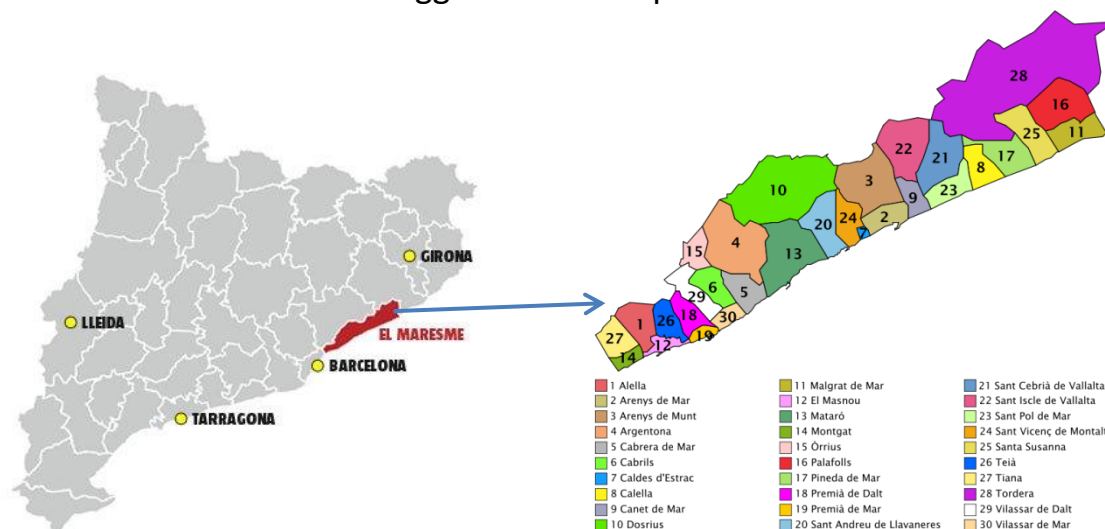 GIRONA
LLEIDA
EL MARESME
BARCELONA
TARRAGONA
28
16
11
25
17
8
22
21
23
9
3
10
24
2
7
20
4
13
15
6
5
29
30
18
19
26
1
12
27
14
1 Alella
2 Arenys de Mar
3 Arenys de Munt
4 Argentona
5 Cabrera de Mar
6 Cabrils
7 Caldes d'Estrac
8 Calella
9 Canet de Mar
10 Dosrius
11 Malgrat de Mar
12 El Masnou
13 Mataró
14 Montgat
15 Òrrius
16 Palafolls
17 Pineda de Mar
18 Premià de Dalt
19 Premià de Mar
20 Sant Andreu de Llavaneres
21 Sant Cebrià de Vallalta
22 Sant Iscle de Vallalta
23 Sant Pol de Mar
24 Sant Vicenç de Montalt
25 Santa Susanna
26 Teià
27 Tiana
28 Tordera
29 Vilassar de Dalt
30 Vilassar de Mar